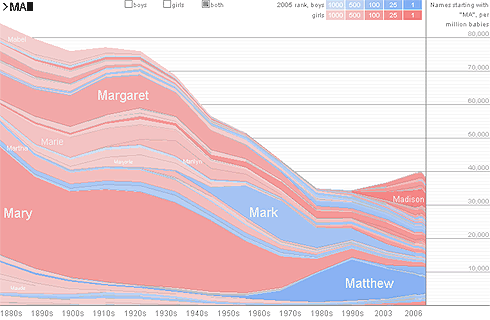 >MA
boys girls both 2005 rank, boys 1000 500 100 25 1
girls 1000 500 100 25 1
Names starting with
"MA", per
million babies
80,000
70,000
60,000
50,000
40,000
30,000
20,000
10,000
Mabel
Margaret
Marie
Martha
Marilyn
Mary
Mark
Madison
Matthew
1880s 1890s 1900s 1910s 1920s 1930s 1940s 1950s 1960s 1970s 1980s 1990s 2003 2006